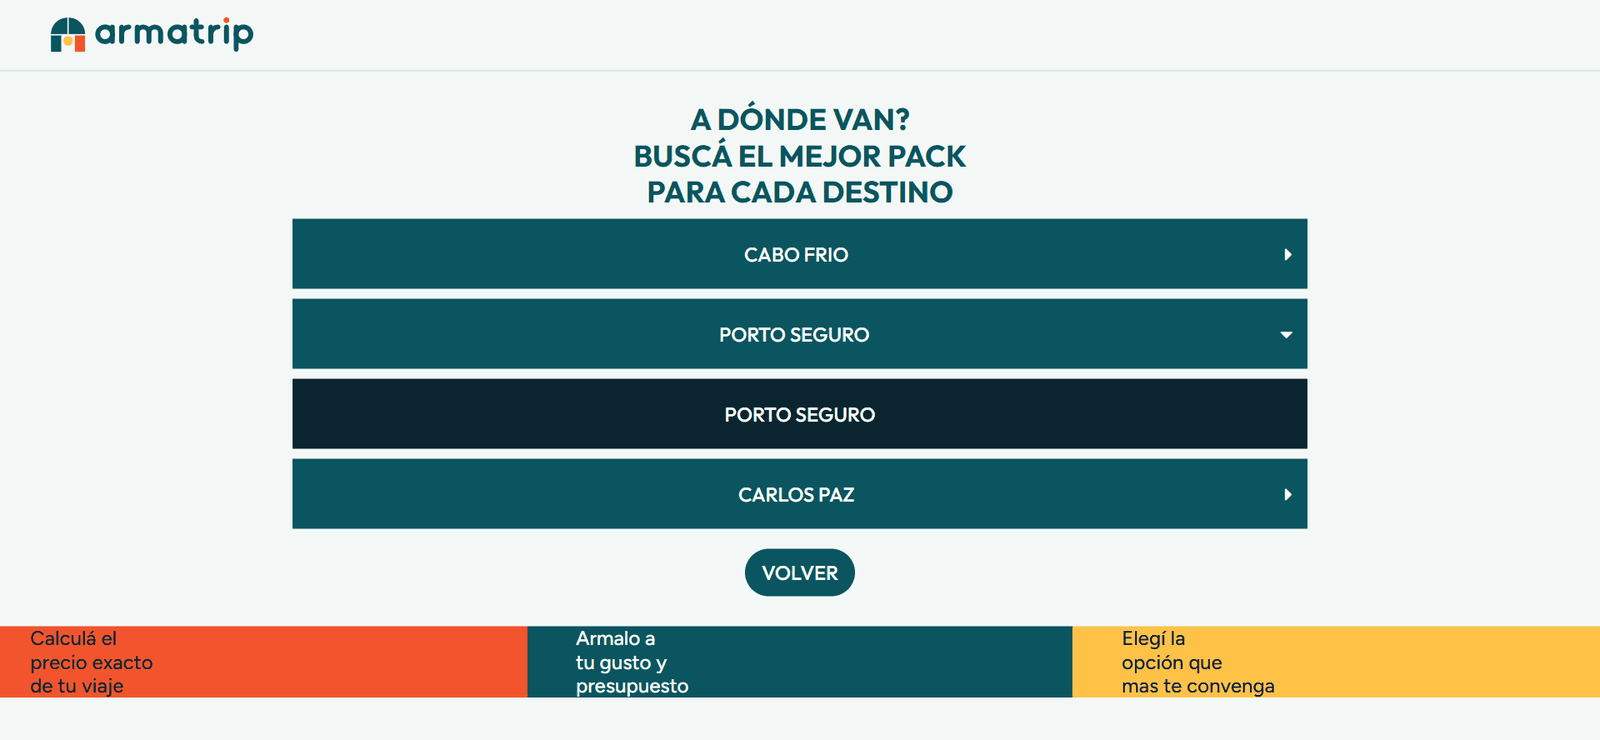 armatrip
A DÓNDE VAN?
BUSCÁ EL MEJOR PACK
PARA CADA DESTINO
CABO FRIO
PORTO SEGURO
PORTO SEGURO
CARLOS PAZ
VOLVER
Calculá el
precio exacto
de tu viaje
Armalo a
tu gusto y
presupuesto
Elegí la
opción que
mas te convenga